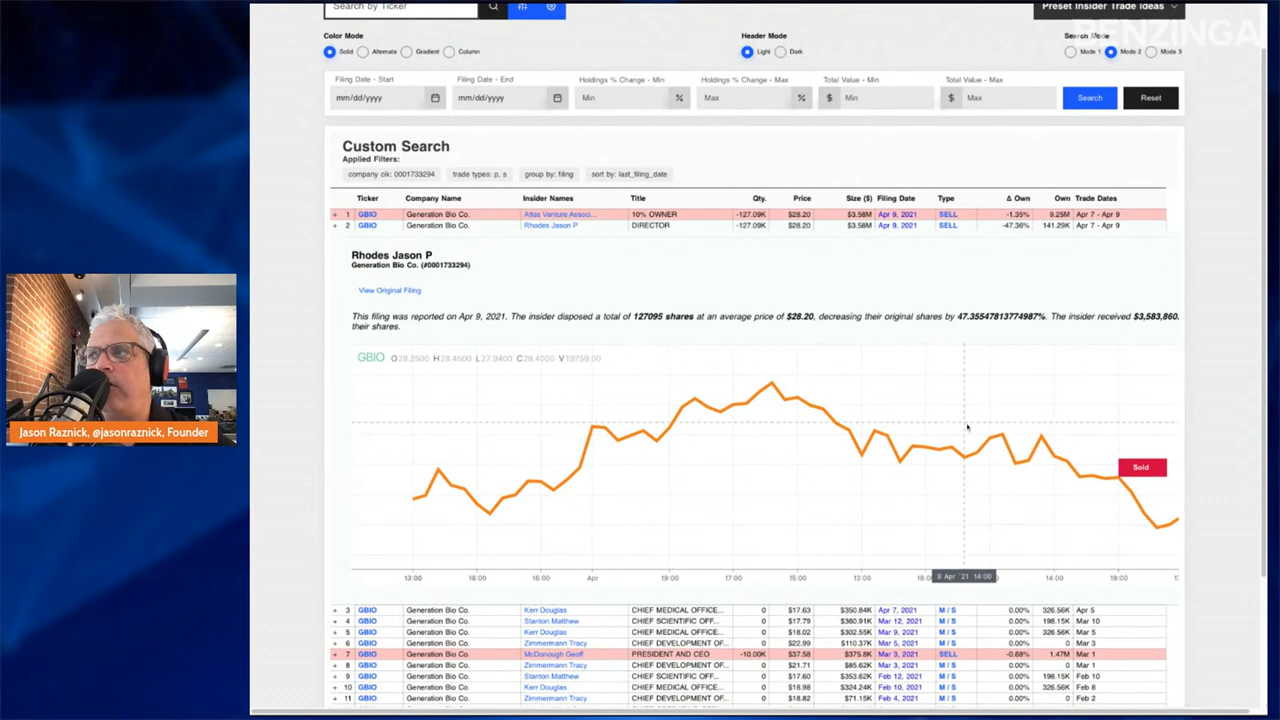 Search by Ticker
Preset Insider Trade Ideas
BENZINGA
Color Mode
Header Mode
Search Mode
Solid Alternate Gradient Column
Light Dark
Mode 1 Mode 2 Mode 3
Filing Date - Start Filing Date - End Holdings % Change - Min Holdings % Change - Max Total Value - Min Total Value - Max
mm/dd/yyyy mm/dd/yyyy Min % Max % $ Min $ Max Search Reset
Custom Search
Applied Filters:
company cik: 0001733294 trade types: p, s group by: filing sort by: last_filing_date
Ticker Company Name Insider Names Title Qty. Price Size ($) Filing Date Type Δ Own Own Trade Dates
+ 1 GBIO Generation Bio Co. Atlas Venture Associ... 10% OWNER -127.09K $28.20 $3.58M Apr 9, 2021 SELL -1.35% 9.25M Apr 7 - Apr 9
+ 2 GBIO Generation Bio Co. Rhodes Jason P DIRECTOR -127.09K $28.20 $3.58M Apr 9, 2021 SELL -47.36% 141.29K Apr 7 - Apr 9
Rhodes Jason P
Generation Bio Co. (#0001733294)
View Original Filing
This filing was reported on Apr 9, 2021. The insider disposed a total of 127095 shares at an average price of $28.20, decreasing their original shares by 47.35547813774987%. The insider received $3,583,860.
their shares.
GBIO O28.2500 H28.4500 L27.9400 C28.4000 V19759.00
Sold
13:00 18:00 16:00 Apr 19:00 17:00 15:00 13:00 18:00 8 Apr '21 14:00 14:00 19:00
+ 3 GBIO Generation Bio Co. Kerr Douglas CHIEF MEDICAL OFFICE... 0 $17.63 $350.84K Apr 7, 2021 M / S 0.00% 326.56K Apr 5
+ 4 GBIO Generation Bio Co. Stanton Matthew CHIEF SCIENTIFIC OFF... 0 $17.79 $360.91K Mar 12, 2021 M / S 0.00% 198.15K Mar 10
+ 5 GBIO Generation Bio Co. Kerr Douglas CHIEF MEDICAL OFFICE... 0 $18.02 $302.55K Mar 9, 2021 M / S 0.00% 326.56K Mar 5
+ 6 GBIO Generation Bio Co. Zimmermann Tracy CHIEF DEVELOPMENT OF... 0 $22.99 $110.37K Mar 5, 2021 M / S 0.00% 0 Mar 3
+ 7 GBIO Generation Bio Co. McDonough Geoff PRESIDENT AND CEO -10.00K $37.58 $375.8K Mar 3, 2021 SELL -0.68% 1.47M Mar 1
+ 8 GBIO Generation Bio Co. Zimmermann Tracy CHIEF DEVELOPMENT OF... 0 $21.71 $85.62K Mar 3, 2021 M / S 0.00% 0 Mar 1
+ 9 GBIO Generation Bio Co. Stanton Matthew CHIEF SCIENTIFIC OFF... 0 $17.60 $353.62K Feb 12, 2021 M / S 0.00% 198.15K Feb 10
+ 10 GBIO Generation Bio Co. Kerr Douglas CHIEF MEDICAL OFFICE... 0 $18.98 $324.24K Feb 10, 2021 M / S 0.00% 326.56K Feb 8
+ 11 GBIO Generation Bio Co. Zimmermann Tracy CHIEF DEVELOPMENT OF... 0 $18.82 $71.15K Feb 4, 2021 M / S 0.00% 0 Feb 2
Jason Raznick, @jasonraznick, Founder